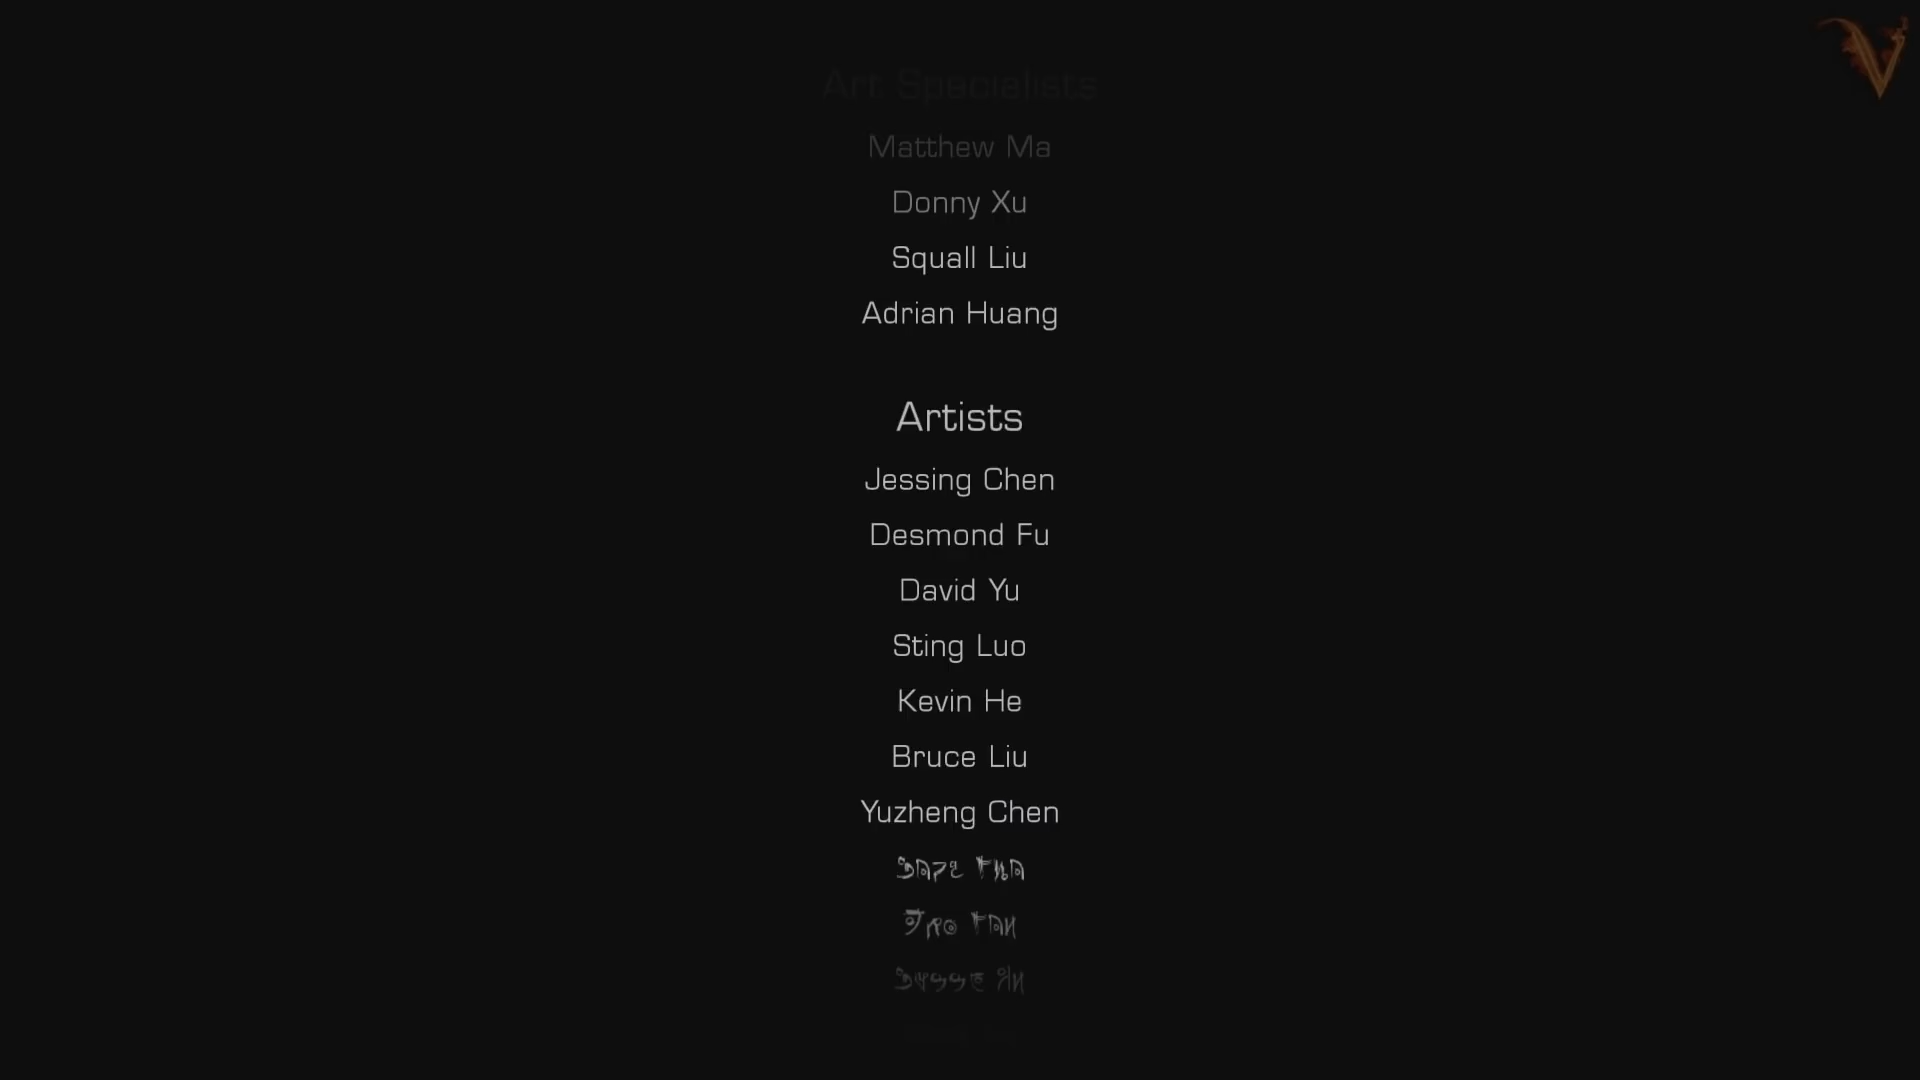 Art Specialists
Matthew Ma
Donny Xu
Squall Liu
Adrian Huang
Artists
Jessing Chen
Desmond Fu
David Yu
Sting Luo
Kevin He
Bruce Liu
Yuzheng Chen